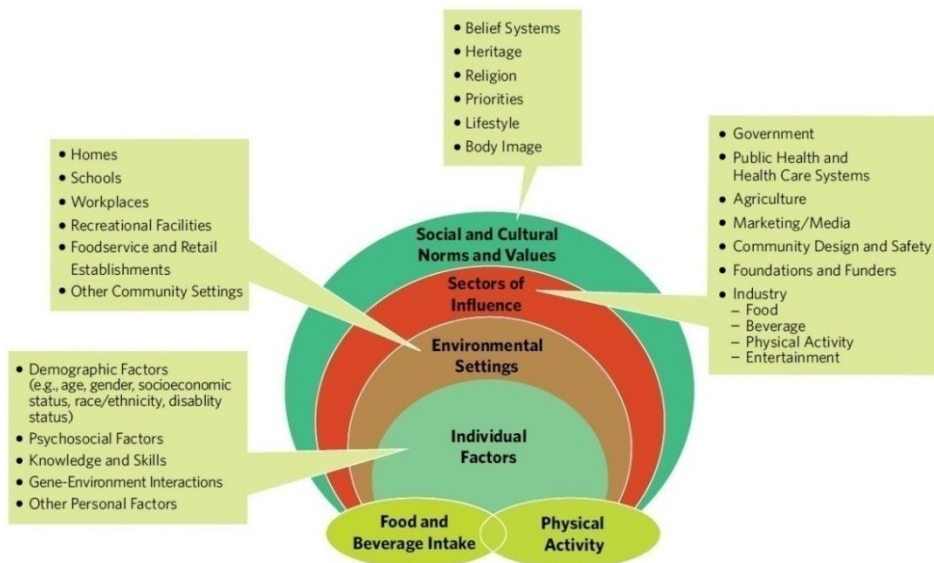 • Belief Systems
• Heritage
• Religion
• Priorities
• Lifestyle
• Body Image
• Homes
• Schools
• Workplaces
• Recreational Facilities
• Foodservice and Retail
Establishments
• Other Community Settings
• Government
• Public Health and
Health Care Systems
• Agriculture
• Marketing/Media
• Community Design and Safety
• Foundations and Funders
• Industry
– Food
– Beverage
– Physical Activity
– Entertainment
Social and Cultural
Norms and Values
Sectors of
Influence
Environmental
Settings
Individual
Factors
• Demographic Factors
(e.g., age, gender, socioeconomic
status, race/ethnicity, disablity
status)
• Psychosocial Factors
• Knowledge and Skills
• Gene-Environment Interactions
• Other Personal Factors
Food and
Beverage Intake
Physical
Activity